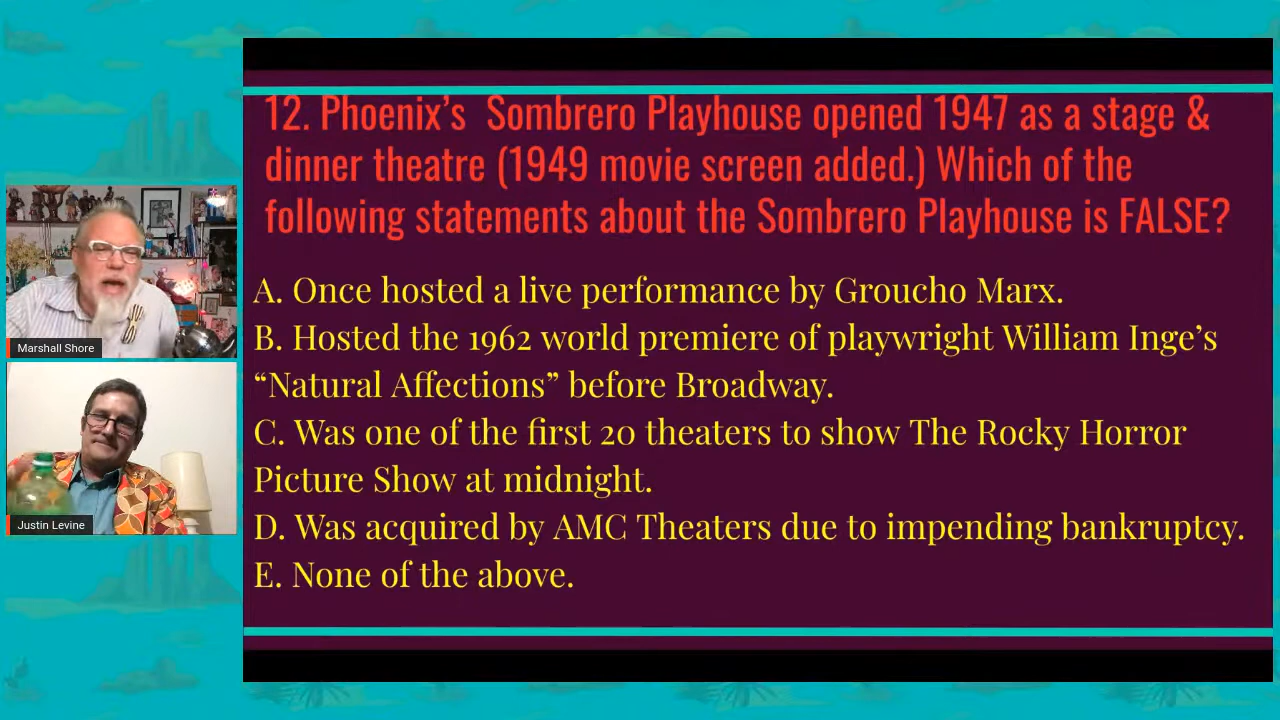 12. Phoenix’s Sombrero Playhouse opened 1947 as a stage &
dinner theatre (1949 movie screen added.) Which of the
following statements about the Sombrero Playhouse is FALSE?
A. Once hosted a live performance by Groucho Marx.
B. Hosted the 1962 world premiere of playwright William Inge’s
“Natural Affections” before Broadway.
C. Was one of the first 20 theaters to show The Rocky Horror
Picture Show at midnight.
D. Was acquired by AMC Theaters due to impending bankruptcy.
E. None of the above.
Marshall Shore
Justin Levine